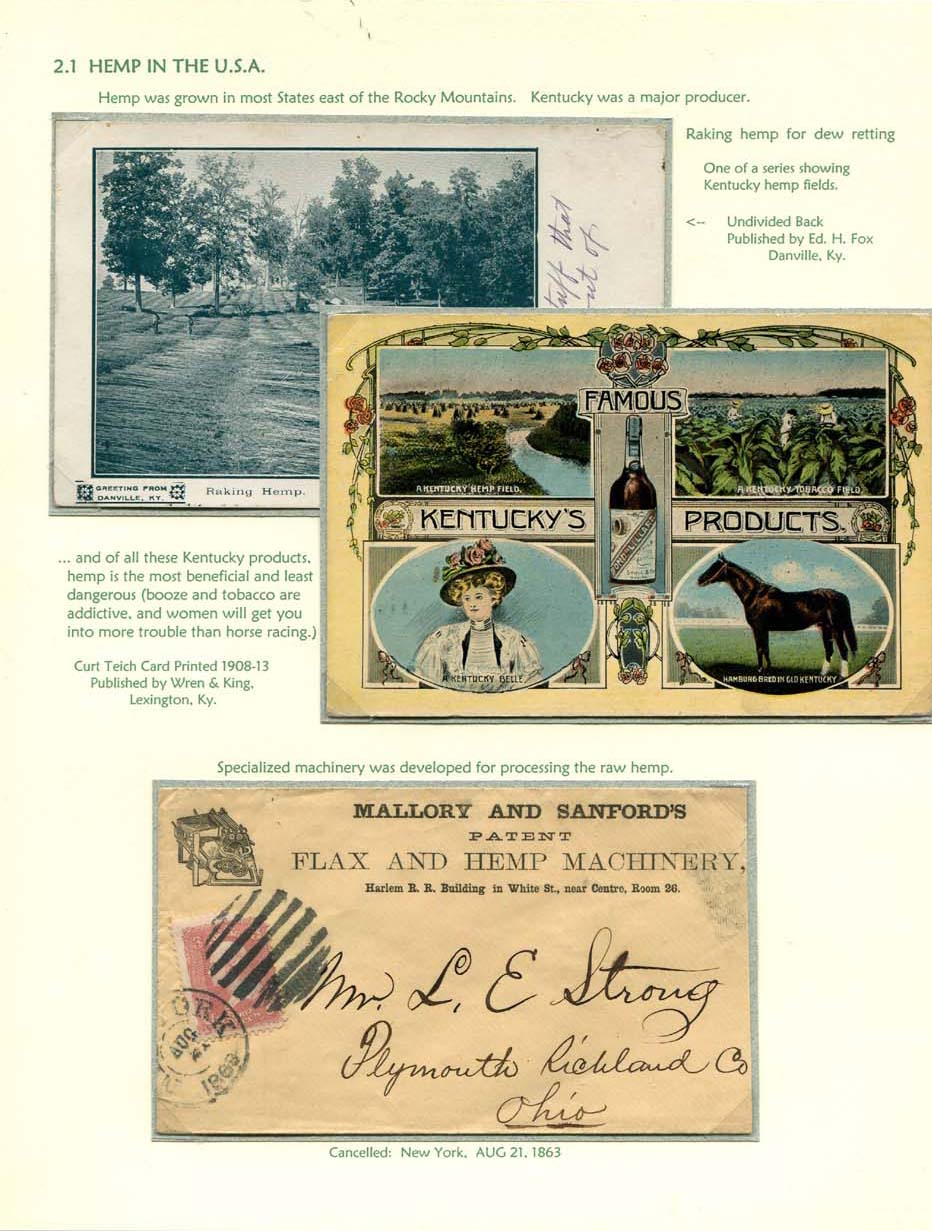 2.1 HEMP IN THE U.S.A.
Hemp was grown in most States east of the Rocky Mountains. Kentucky was a major producer.
Raking hemp for dew retting
One of a series showing
Kentucky hemp fields.
<-- Undivided Back
Published by Ed. H. Fox
Danville, Ky.
that
of
GREETING FROM
DANVILLE, KY.
Raking Hemp.
FAMOUS
A KENTUCKY HEMP FIELD.
A KENTUCKY TOBACCO FIELD.
KENTUCKY'S PRODUCTS.
A KENTUCKY BELLE.
HAMBURG BRED IN OLD KENTUCKY
... and of all these Kentucky products,
hemp is the most beneficial and least
dangerous (booze and tobacco are
addictive, and women will get you
into more trouble than horse racing.)
Curt Teich Card Printed 1908-13
Published by Wren & King,
Lexington, Ky.
Specialized machinery was developed for processing the raw hemp.
MALLORY AND SANFORD'S
PATENT
FLAX AND HEMP MACHINERY,
Harlem R. R. Building in White St., near Centre, Room 26.
Mr. L. E Strong
Plymouth Richland Co
Ohio
ORK
AUG
21
1863
Cancelled: New York, AUG 21, 1863